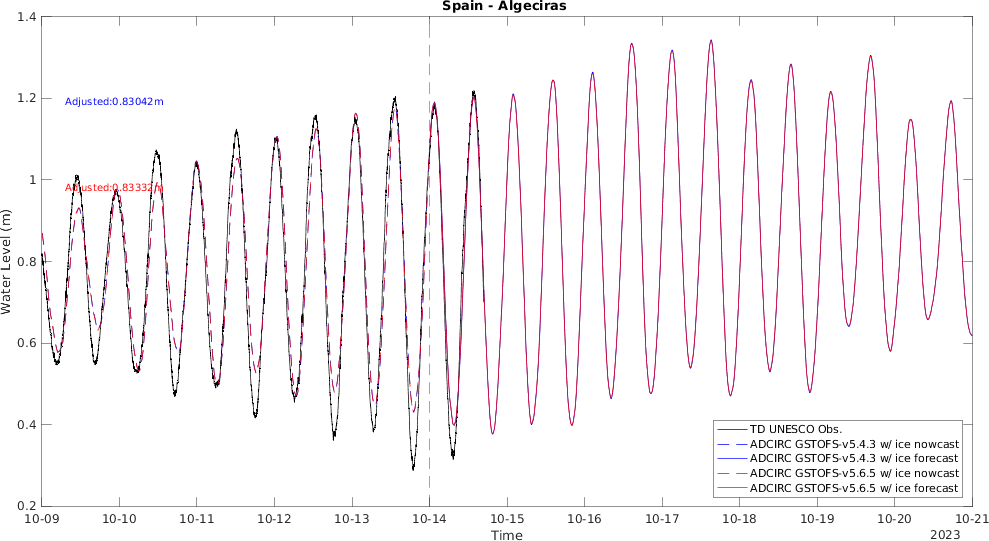 Spain - Algeciras
1.4
1.2
1
0.8
0.6
0.4
0.2
Water Level (m)
Adjusted:0.83042m
Adjusted:0.83332m
TD UNESCO Obs.
ADCIRC GSTOFS-v5.4.3 w/ ice nowcast
ADCIRC GSTOFS-v5.4.3 w/ ice forecast
ADCIRC GSTOFS-v5.6.5 w/ ice nowcast
ADCIRC GSTOFS-v5.6.5 w/ ice forecast
10-09 10-10 10-11 10-12 10-13 10-14 10-15 10-16 10-17 10-18 10-19 10-20 10-21
Time
2023